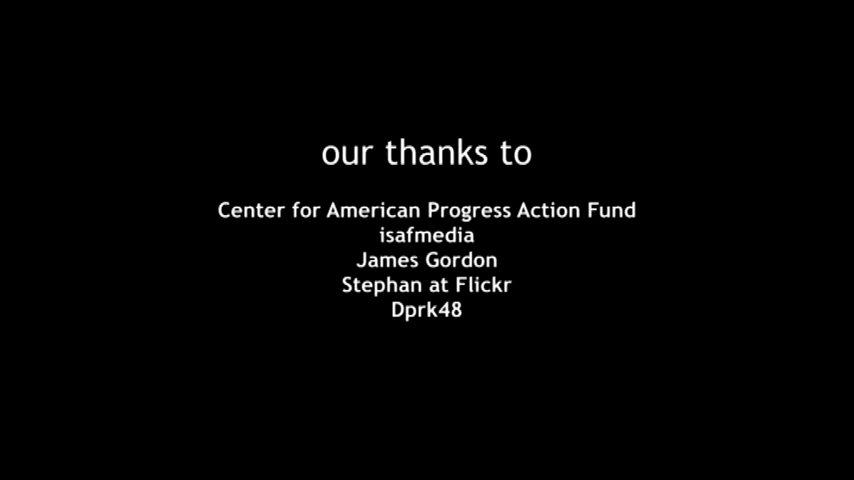 our thanks to
Center for American Progress Action Fund
isafmedia
James Gordon
Stephan at Flickr
Dprk48